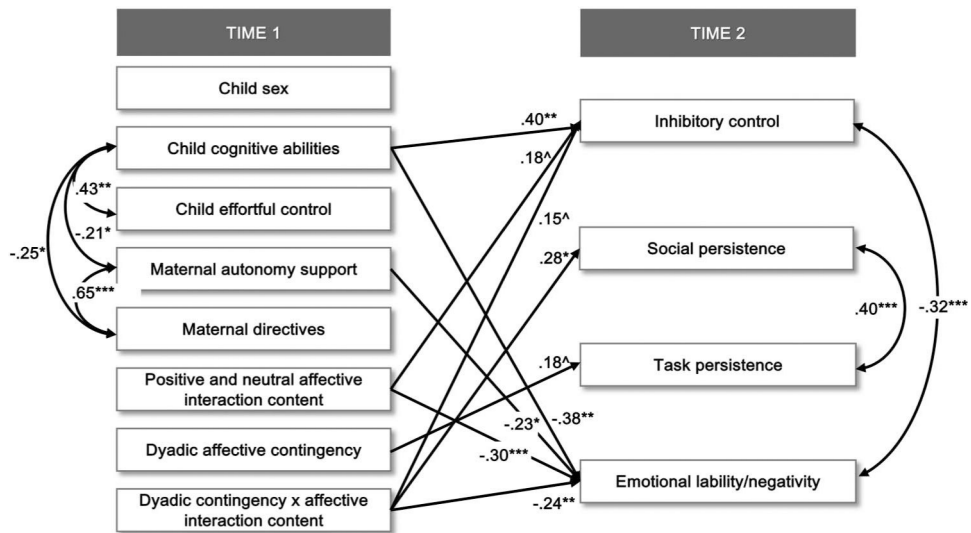 TIME 1
TIME 2
Child sex
Child cognitive abilities
Child effortful control
Maternal autonomy support
Maternal directives
Positive and neutral affective
interaction content
Dyadic affective contingency
Dyadic contingency x affective
interaction content
Inhibitory control
Social persistence
Task persistence
Emotional lability/negativity
.43**
-.21*
-.25*
.65***
.40**
.18^
.15^
.28*
.18^
-.38**
-.23*
-.30***
-.24**
.40***
-.32***